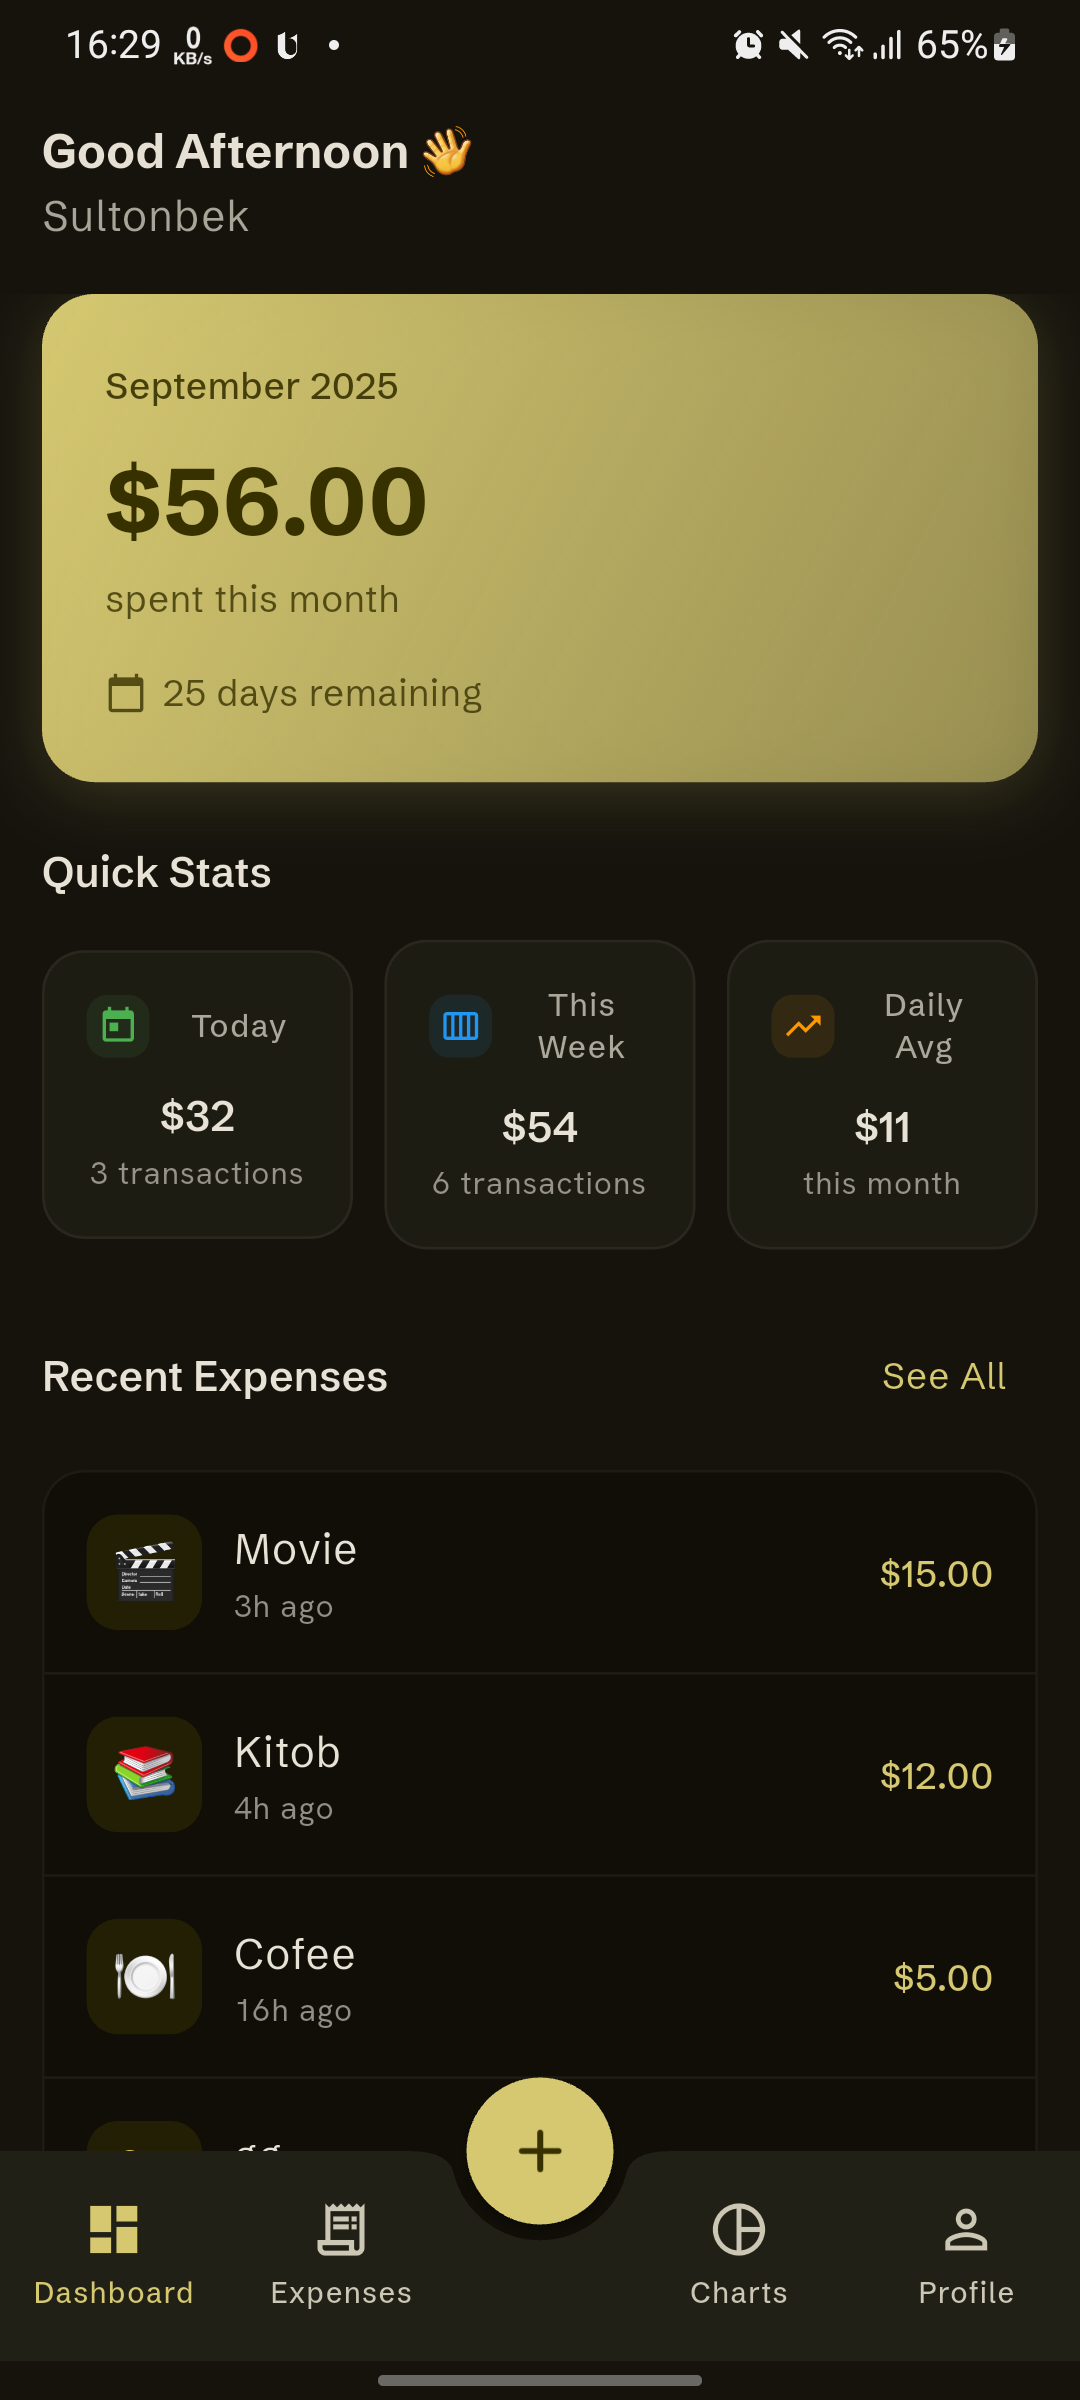 16:29 0 KB/s 65%
Good Afternoon 👋
Sultonbek
September 2025
$56.00
spent this month
25 days remaining
Quick Stats
Today
$32
3 transactions
This
Week
$54
6 transactions
Daily
Avg
$11
this month
Recent Expenses See All
Movie
3h ago
$15.00
Kitob
4h ago
$12.00
Cofee
16h ago
$5.00
Dashboard Expenses Charts Profile